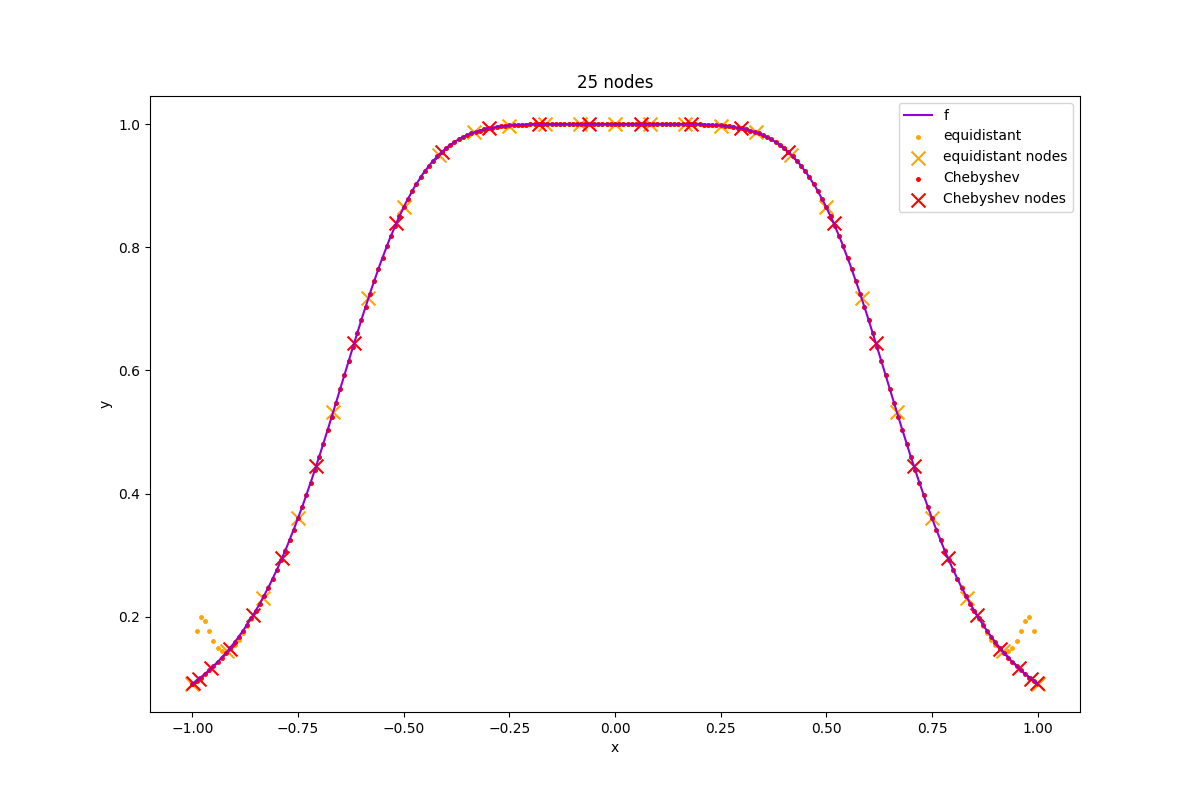 25 nodes
f
equidistant
equidistant nodes
Chebyshev
Chebyshev nodes
1.0
0.8
0.6
0.4
0.2
y
−1.00 −0.75 −0.50 −0.25 0.00 0.25 0.50 0.75 1.00
x